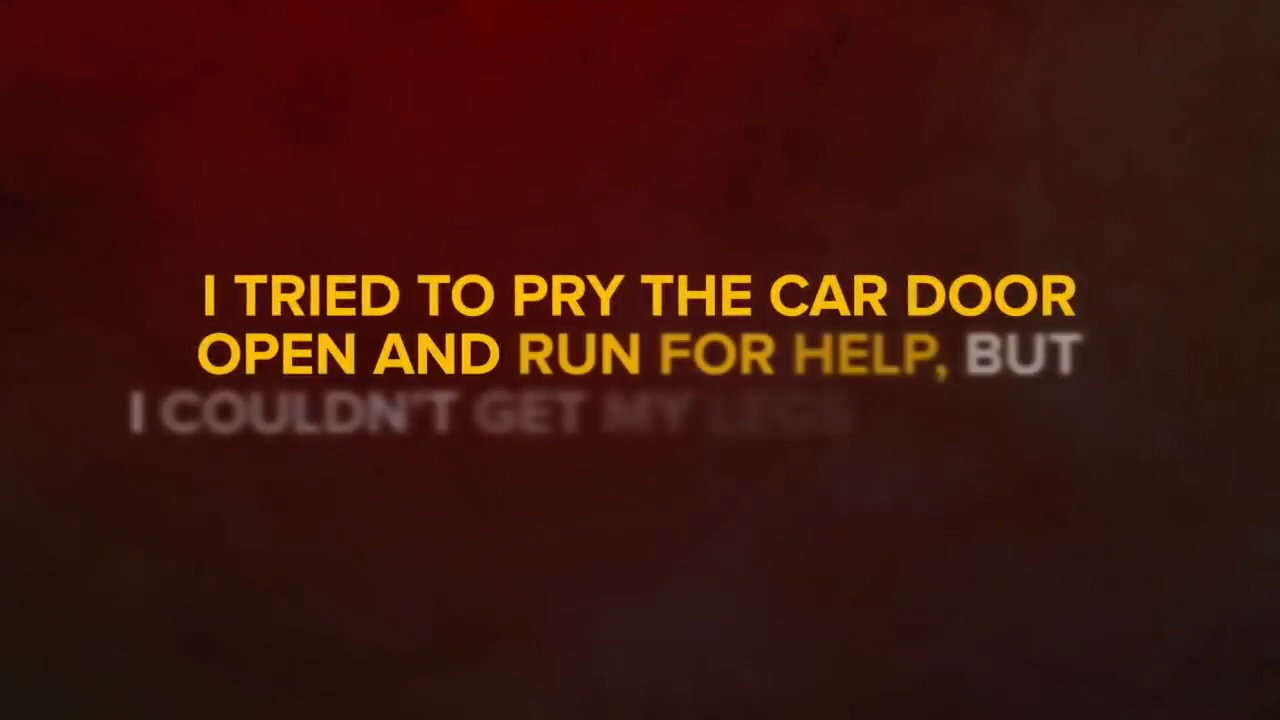 I TRIED TO PRY THE CAR DOOR
OPEN AND RUN FOR HELP, BUT
I COULDN'T GET MY LEGS